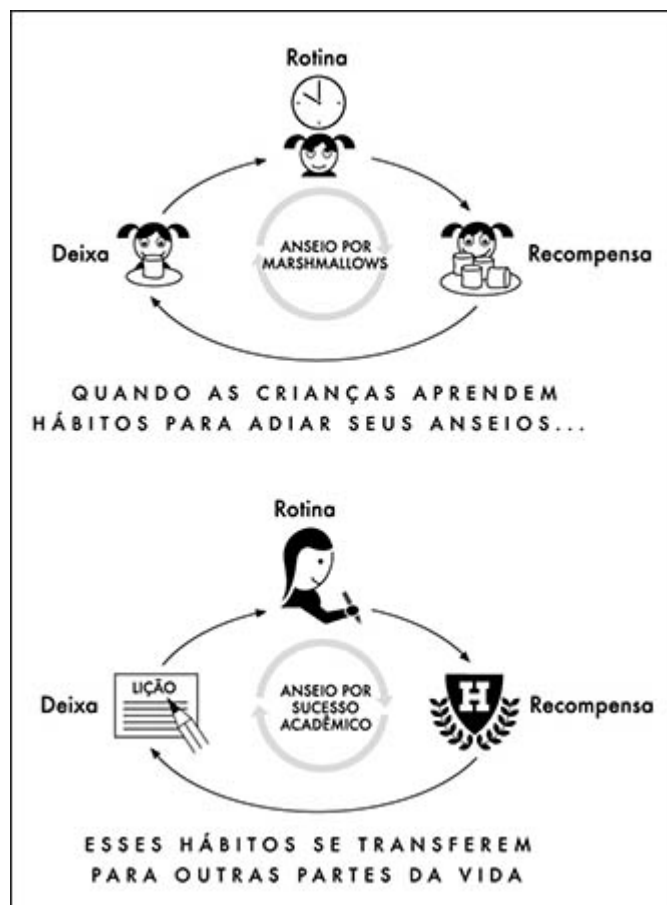 Rotina
Deixa
ANSEIO POR
MARSHMALLOWS
Recompensa
QUANDO AS CRIANÇAS APRENDEM
HÁBITOS PARA ADIAR SEUS ANSEIOS...
Rotina
LIÇÃO
Deixa
ANSEIO POR
SUCESSO
ACADÊMICO
H
Recompensa
ESSES HÁBITOS SE TRANSFEREM
PARA OUTRAS PARTES DA VIDA